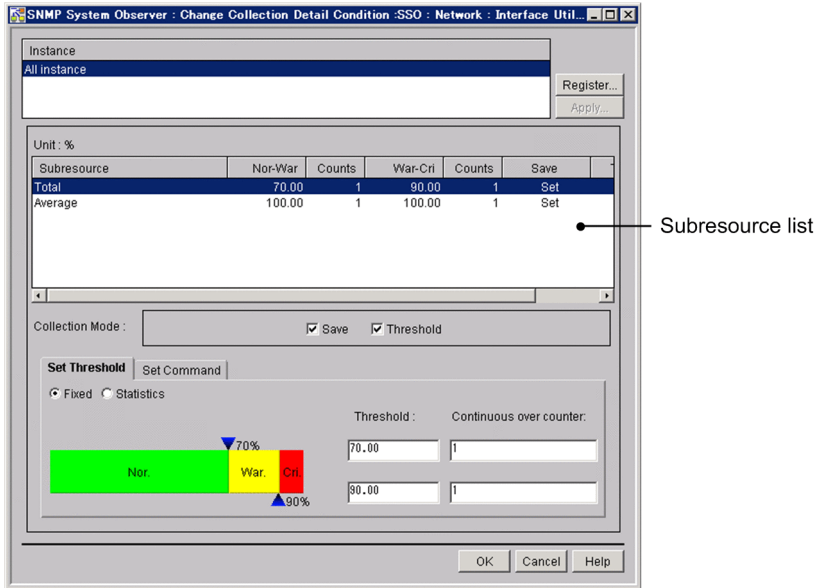 SNMP System Observer : Change Collection Detail Condition :SSO : Network : Interface Util...
Instance
All instance
Register...
Apply...
Unit : %
Subresource Nor-War Counts War-Cri Counts Save
Total 70.00 1 90.00 1 Set
Average 100.00 1 100.00 1 Set
Subresource list
Collection Mode : Save Threshold
Set Threshold Set Command
Fixed Statistics
Threshold : Continuous over counter:
70%
70.00 1
Nor. War. Cri.
90.00 1
90%
OK Cancel Help